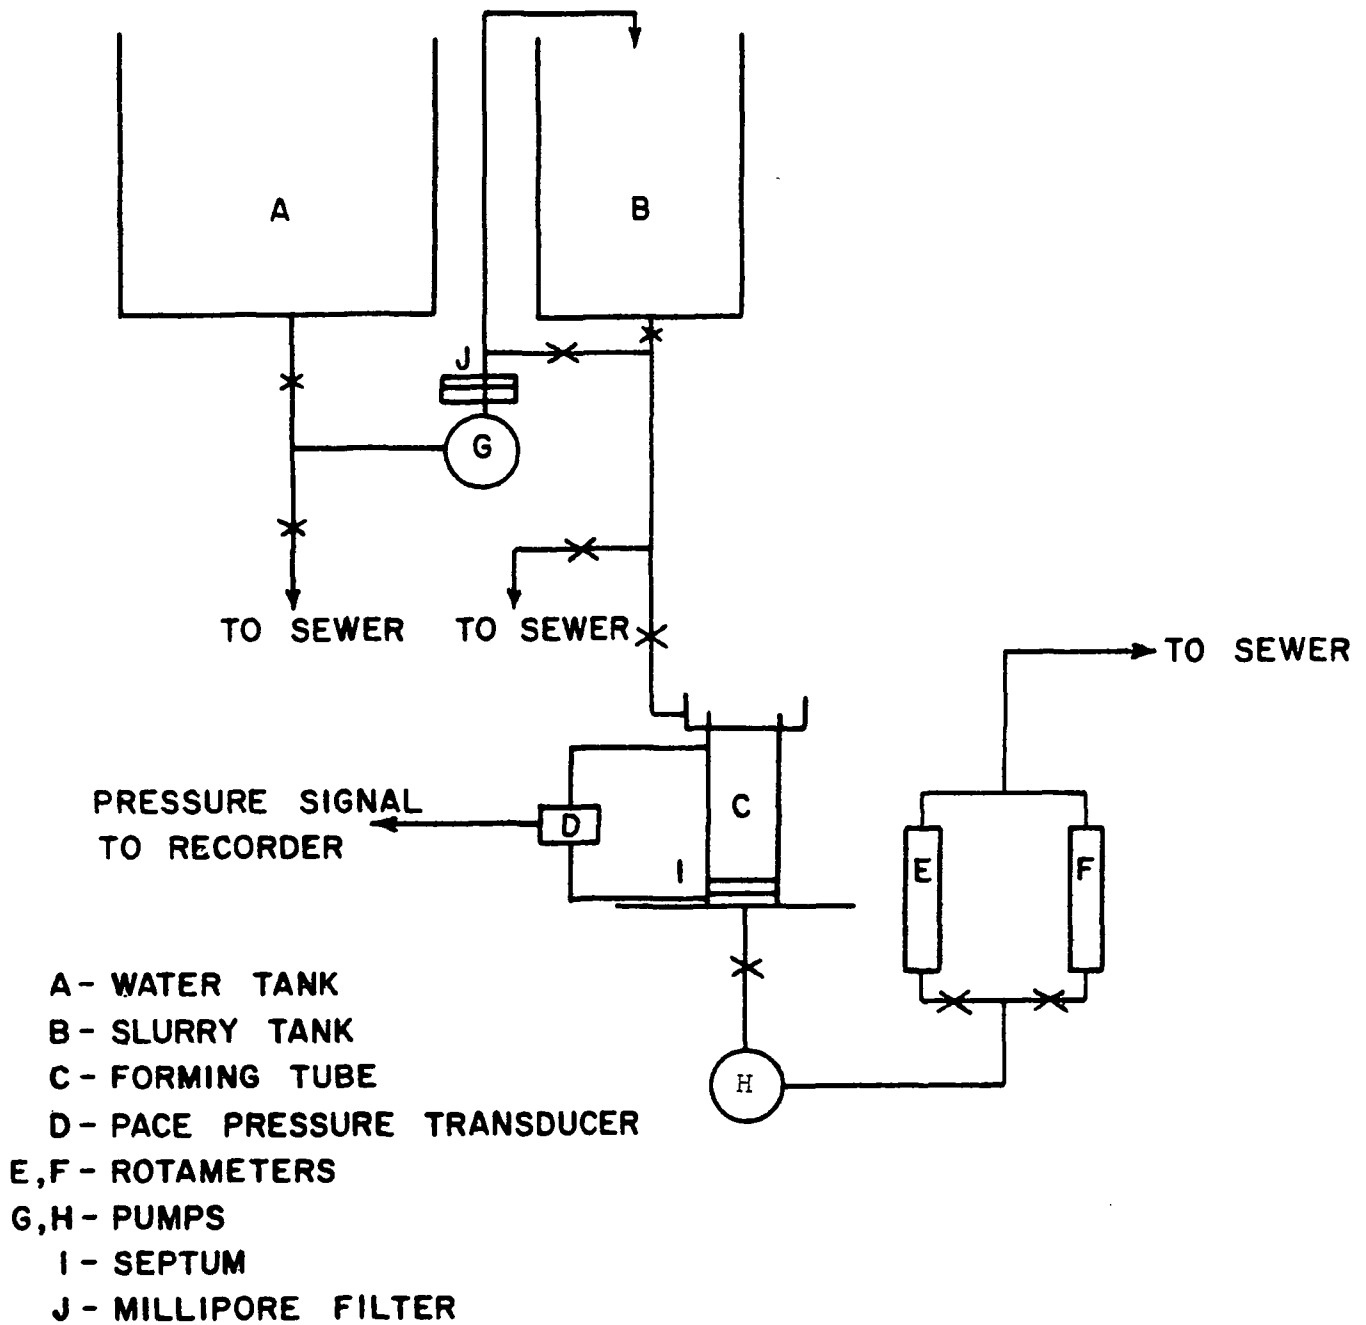 A
B
J
G
TO SEWER
TO SEWER
TO SEWER
PRESSURE SIGNAL
TO RECORDER
D
C
I
E
F
H
A - WATER TANK
B - SLURRY TANK
C - FORMING TUBE
D - PACE PRESSURE TRANSDUCER
E,F - ROTAMETERS
G,H - PUMPS
I - SEPTUM
J - MILLIPORE FILTER